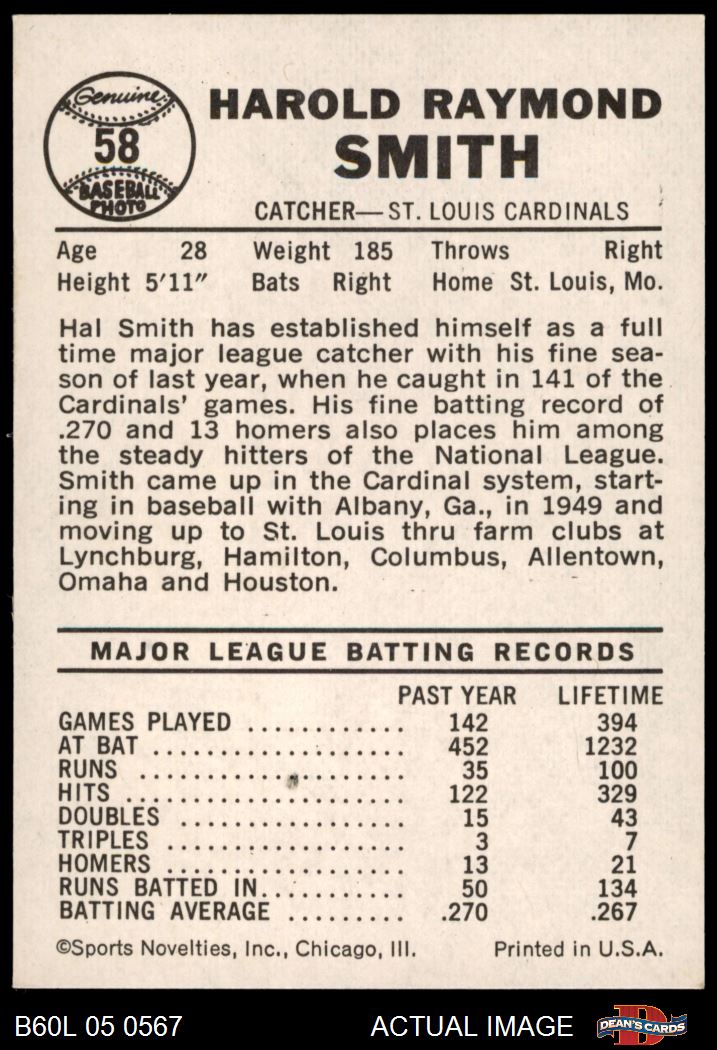 Genuine
58
BASEBALL
PHOTO
HAROLD RAYMOND
SMITH
CATCHER—ST. LOUIS CARDINALS
Age 28 Weight 185 Throws Right
Height 5'11" Bats Right Home St. Louis, Mo.
Hal Smith has established himself as a full
time major league catcher with his fine sea-
son of last year, when he caught in 141 of the
Cardinals' games. His fine batting record of
.270 and 13 homers also places him among
the steady hitters of the National League.
Smith came up in the Cardinal system, start-
ing in baseball with Albany, Ga., in 1949 and
moving up to St. Louis thru farm clubs at
Lynchburg, Hamilton, Columbus, Allentown,
Omaha and Houston.
MAJOR LEAGUE BATTING RECORDS
PAST YEAR LIFETIME
GAMES PLAYED ............ 142 394
AT BAT ................... 452 1232
RUNS .................... 35 100
HITS ..................... 122 329
DOUBLES ................. 15 43
TRIPLES .................. 3 7
HOMERS .................. 13 21
RUNS BATTED IN........... 50 134
BATTING AVERAGE ......... .270 .267
©Sports Novelties, Inc., Chicago, Ill. Printed in U.S.A.
B60L 05 0567 ACTUAL IMAGE DEAN'S CARDS